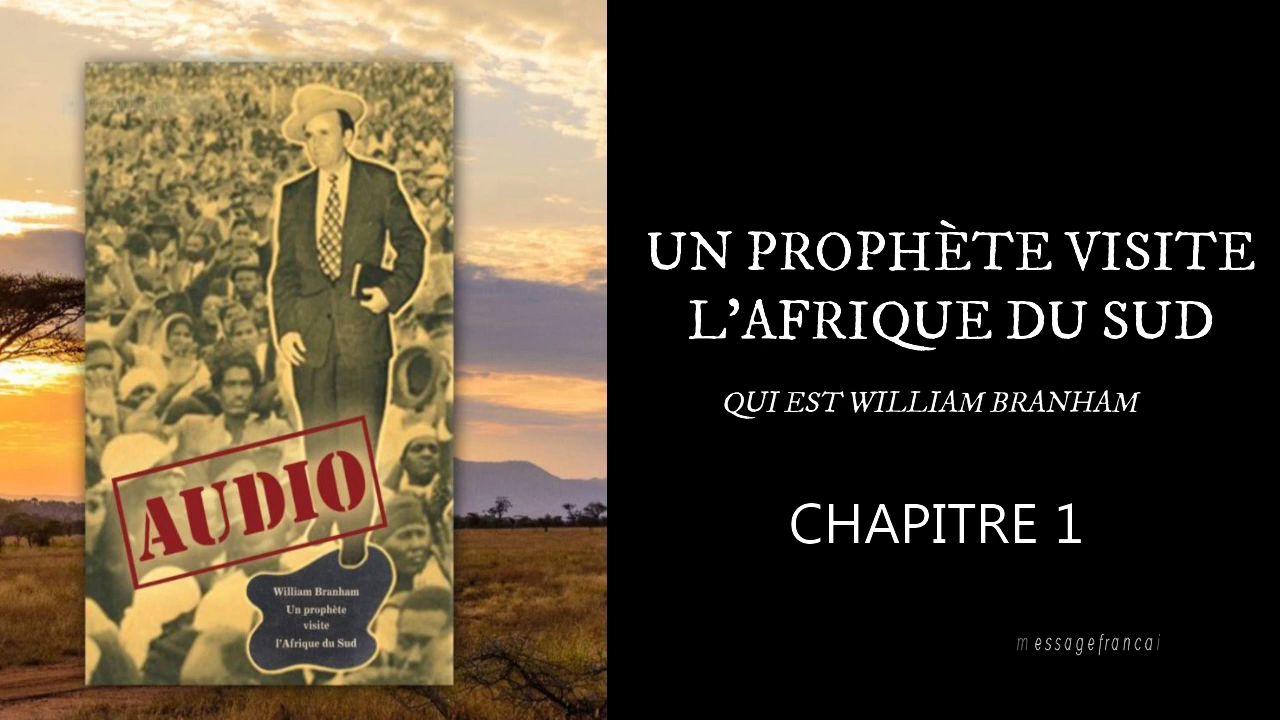 AUDIO
William Branham
Un prophète
visite
l'Afrique du Sud
UN PROPHÈTE VISITE
L'AFRIQUE DU SUD
QUI EST WILLIAM BRANHAM
CHAPITRE 1
messagefrancai